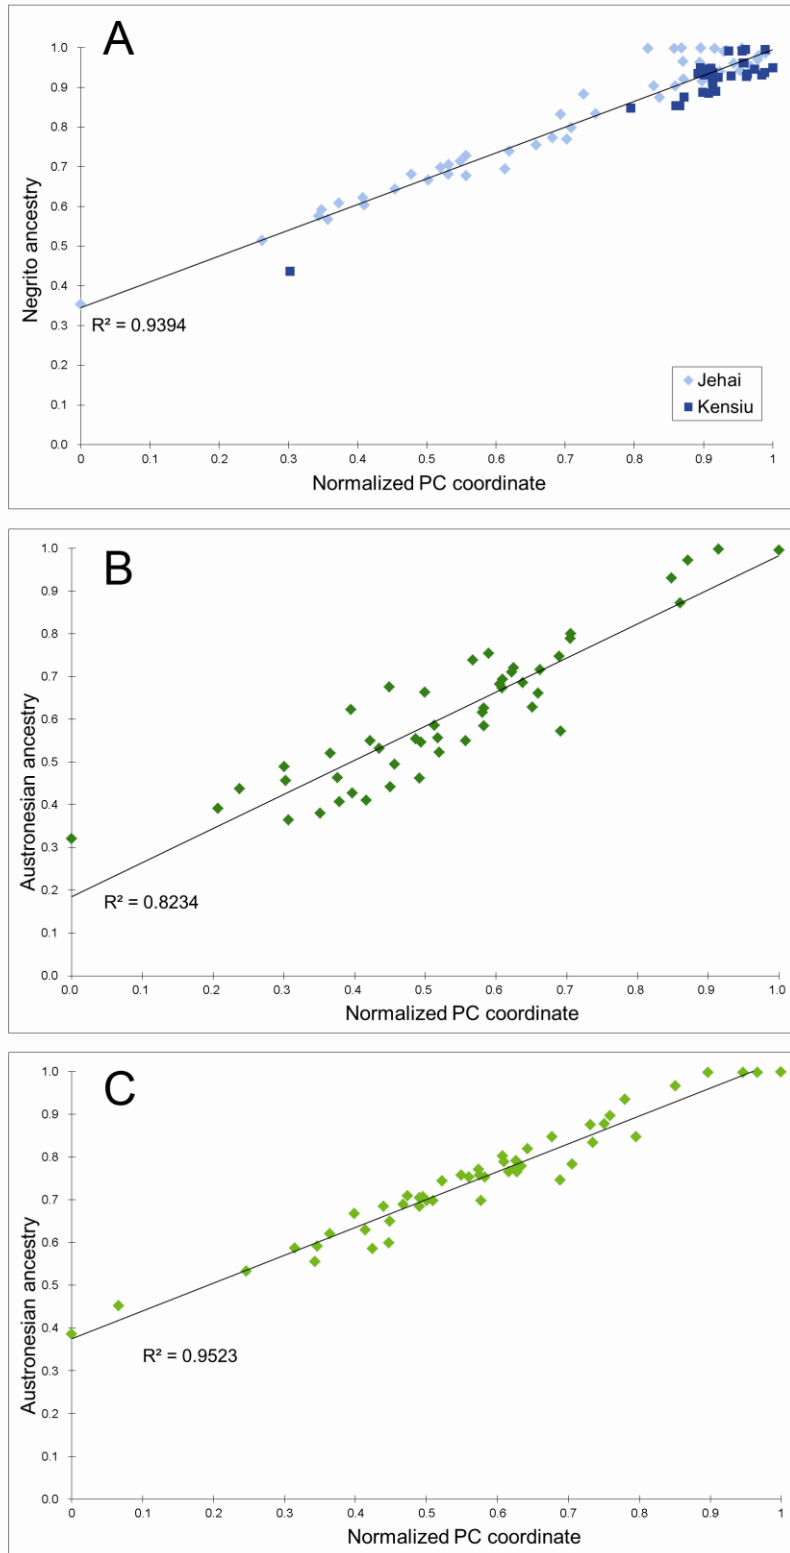 A
1.0
0.9
0.8
0.7
0.6
0.5
0.4
0.3
0.2
0.1
0.0
Negrito ancestry
R² = 0.9394
Jehai
Kensiu
0 0.1 0.2 0.3 0.4 0.5 0.6 0.7 0.8 0.9 1
Normalized PC coordinate
B
1.0
0.9
0.8
0.7
0.6
0.5
0.4
0.3
0.2
0.1
0.0
Austronesian ancestry
R² = 0.8234
0.0 0.1 0.2 0.3 0.4 0.5 0.6 0.7 0.8 0.9 1.0
Normalized PC coordinate
C
1.0
0.9
0.8
0.7
0.6
0.5
0.4
0.3
0.2
0.1
0.0
Austronesian ancestry
R² = 0.9523
0 0.1 0.2 0.3 0.4 0.5 0.6 0.7 0.8 0.9 1
Normalized PC coordinate